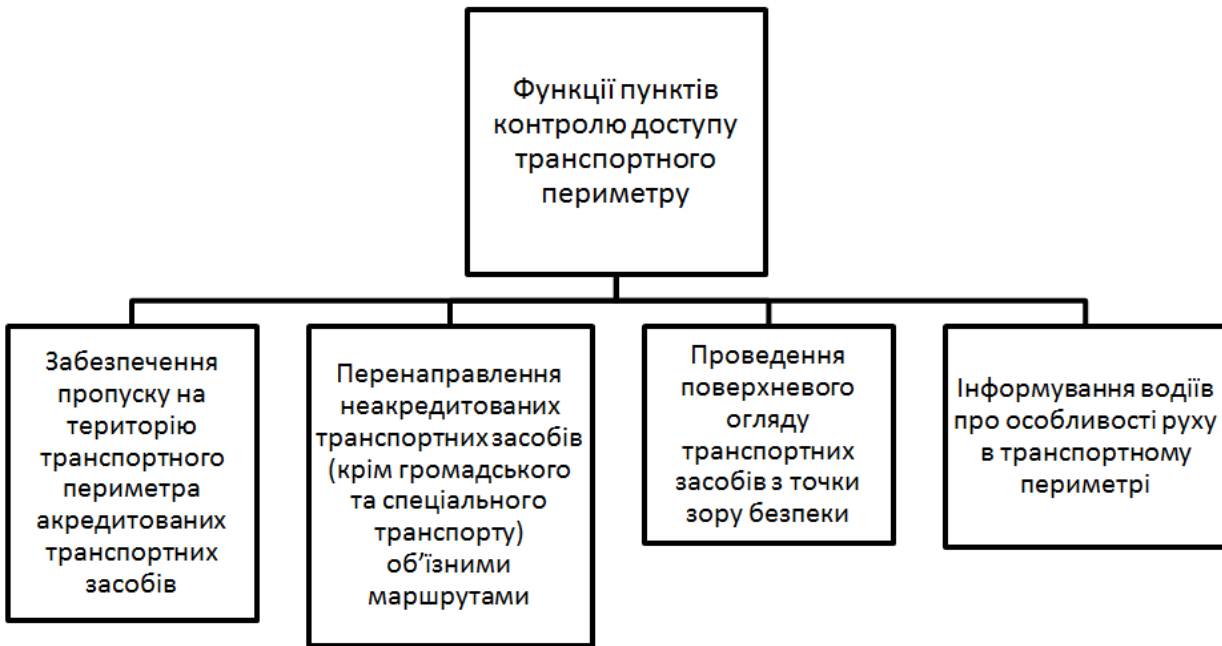 Функції пунктів
контролю доступу
транспортного
периметру
Забезпечення
пропуску на
територію
транспортного
периметра
акредитованих
транспортних
засобів
Перенаправлення
неакредитованих
транспортних засобів
(крім громадського
та спеціального
транспорту)
об’їзними
маршрутами
Проведення
поверхневого
огляду
транспортних
засобів з точки
зору безпеки
Інформування водіїв
про особливості руху
в транспортному
периметрі